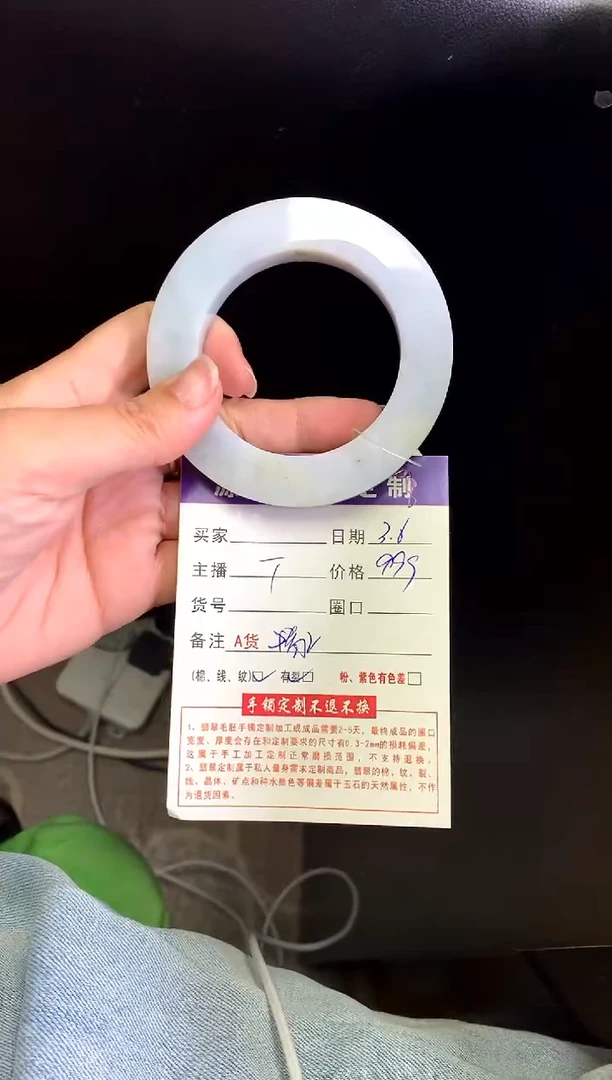 定制
买家 日期 3.6
主播 T 价格 999
货号 圈口
备注 A货
(棉、线、纹) 有裂 粉、紫色有色差
手镯定制不退不换
1、翡翠毛胚手镯定制加工成成品需要2-5天，最终成品的圈口
宽度、厚度会存在和定制要求的尺寸有0.3-2mm的损耗偏差，
这属于手工加工定制正常磨损范围，不支持退换。
2、翡翠定制属于私人量身需求定制商品，翡翠的棉，纹，裂，
线、晶体、矿点和种水颜色等偏差属于玉石的天然属性，不作
为退货因素。